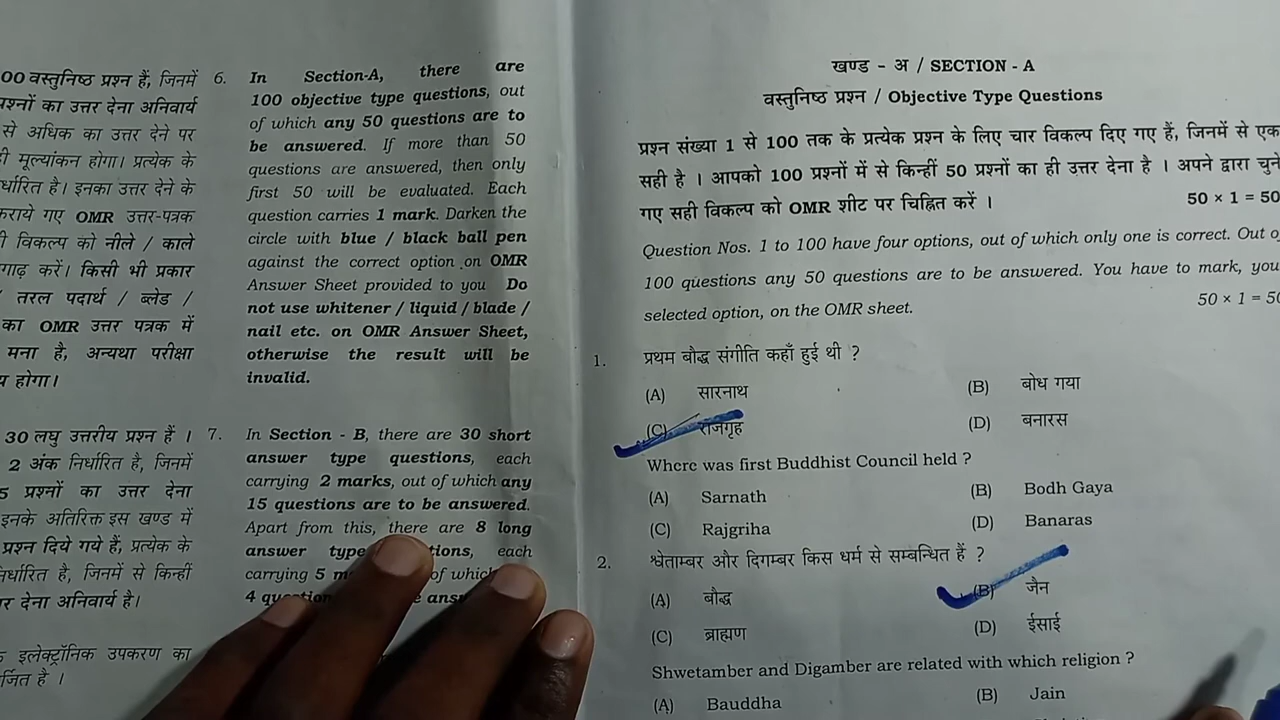 00 वस्तुनिष्ठ प्रश्न हैं, जिनमें
प्रश्नों का उत्तर देना अनिवार्य
से अधिक का उत्तर देने पर
ही मूल्यांकन होगा। प्रत्येक के
र्धारित है। इनका उत्तर देने के
कराये गए OMR उत्तर-पत्रक
ी विकल्प को नीले / काले
गाढ़ करें। किसी भी प्रकार
/ तरल पदार्थ / ब्लेड /
का OMR उत्तर पत्रक में
मना है, अन्यथा परीक्षा
य होगा।
30 लघु उत्तरीय प्रश्न हैं ।
2 अंक निर्धारित है, जिनमें
5 प्रश्नों का उत्तर देना
इनके अतिरिक्त इस खण्ड में
प्रश्न दिये गये हैं, प्रत्येक के
निर्धारित है, जिनमें से किन्हीं
र देना अनिवार्य है।
इलेक्ट्रॉनिक उपकरण का
र्जित है ।
6. In Section-A, there are
100 objective type questions, out
of which any 50 questions are to
be answered. If more than 50
questions are answered, then only
first 50 will be evaluated. Each
question carries 1 mark. Darken the
circle with blue / black ball pen
against the correct option on OMR
Answer Sheet provided to you Do
not use whitener / liquid / blade /
nail etc. on OMR Answer Sheet,
otherwise the result will be
invalid.
7. In Section - B, there are 30 short
answer type questions, each
carrying 2 marks, out of which any
15 questions are to be answered.
Apart from this, there are 8 long
answer type tions, each
carrying 5 m of which
4 qu tion ans
खण्ड - अ / SECTION - A
वस्तुनिष्ठ प्रश्न / Objective Type Questions
प्रश्न संख्या 1 से 100 तक के प्रत्येक प्रश्न के लिए चार विकल्प दिए गए हैं, जिनमें से एक
सही है । आपको 100 प्रश्नों में से किन्हीं 50 प्रश्नों का ही उत्तर देना है । अपने द्वारा चुने
गए सही विकल्प को OMR शीट पर चिह्नित करें । 50 × 1 = 50
Question Nos. 1 to 100 have four options, out of which only one is correct. Out o
100 questions any 50 questions are to be answered. You have to mark, you
selected option, on the OMR sheet. 50 × 1 = 50
1. प्रथम बौद्ध संगीति कहाँ हुई थी ?
(A) सारनाथ (B) बोध गया
(C) राजगृह (D) बनारस
Where was first Buddhist Council held ?
(A) Sarnath (B) Bodh Gaya
(C) Rajgriha (D) Banaras
2. श्वेताम्बर और दिगम्बर किस धर्म से सम्बन्धित हैं ?
(A) बौद्ध (B) जैन
(C) ब्राह्मण (D) ईसाई
Shwetamber and Digamber are related with which religion ?
(A) Bauddha (B) Jain